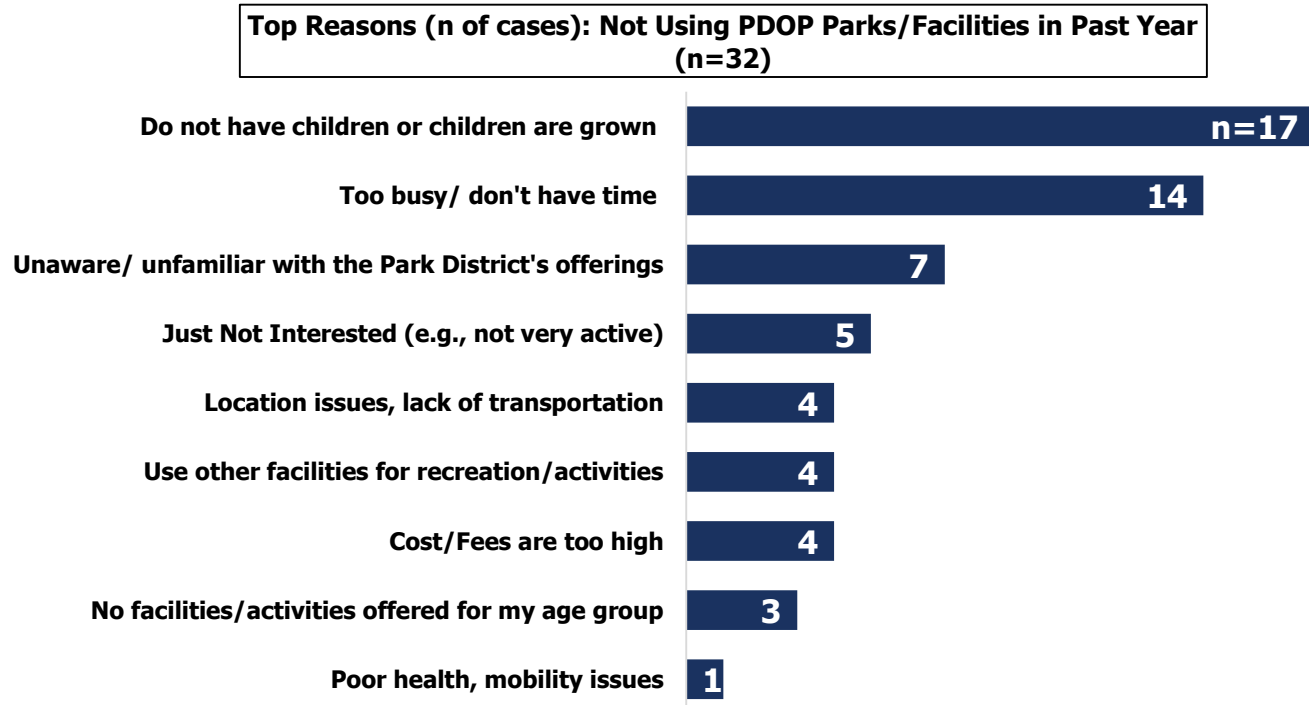 Top Reasons (n of cases): Not Using PDOP Parks/Facilities in Past Year
(n=32)
Do not have children or children are grown n=17
Too busy/ don't have time 14
Unaware/ unfamiliar with the Park District's offerings 7
Just Not Interested (e.g., not very active) 5
Location issues, lack of transportation 4
Use other facilities for recreation/activities 4
Cost/Fees are too high 4
No facilities/activities offered for my age group 3
Poor health, mobility issues 1